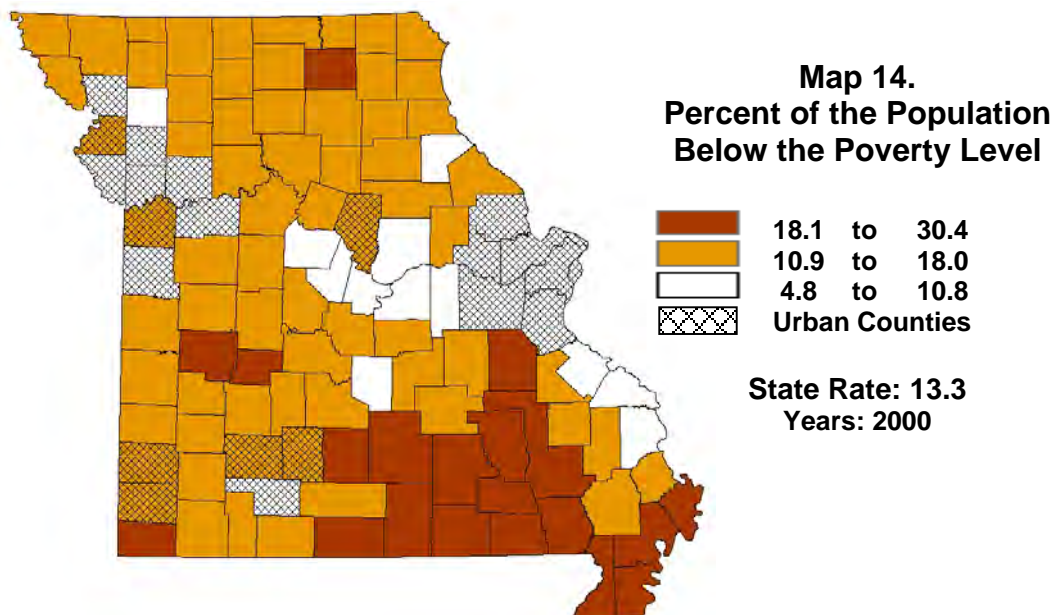 Map 14.
Percent of the Population
Below the Poverty Level
18.1 to 30.4
10.9 to 18.0
4.8 to 10.8
Urban Counties
State Rate: 13.3
Years: 2000